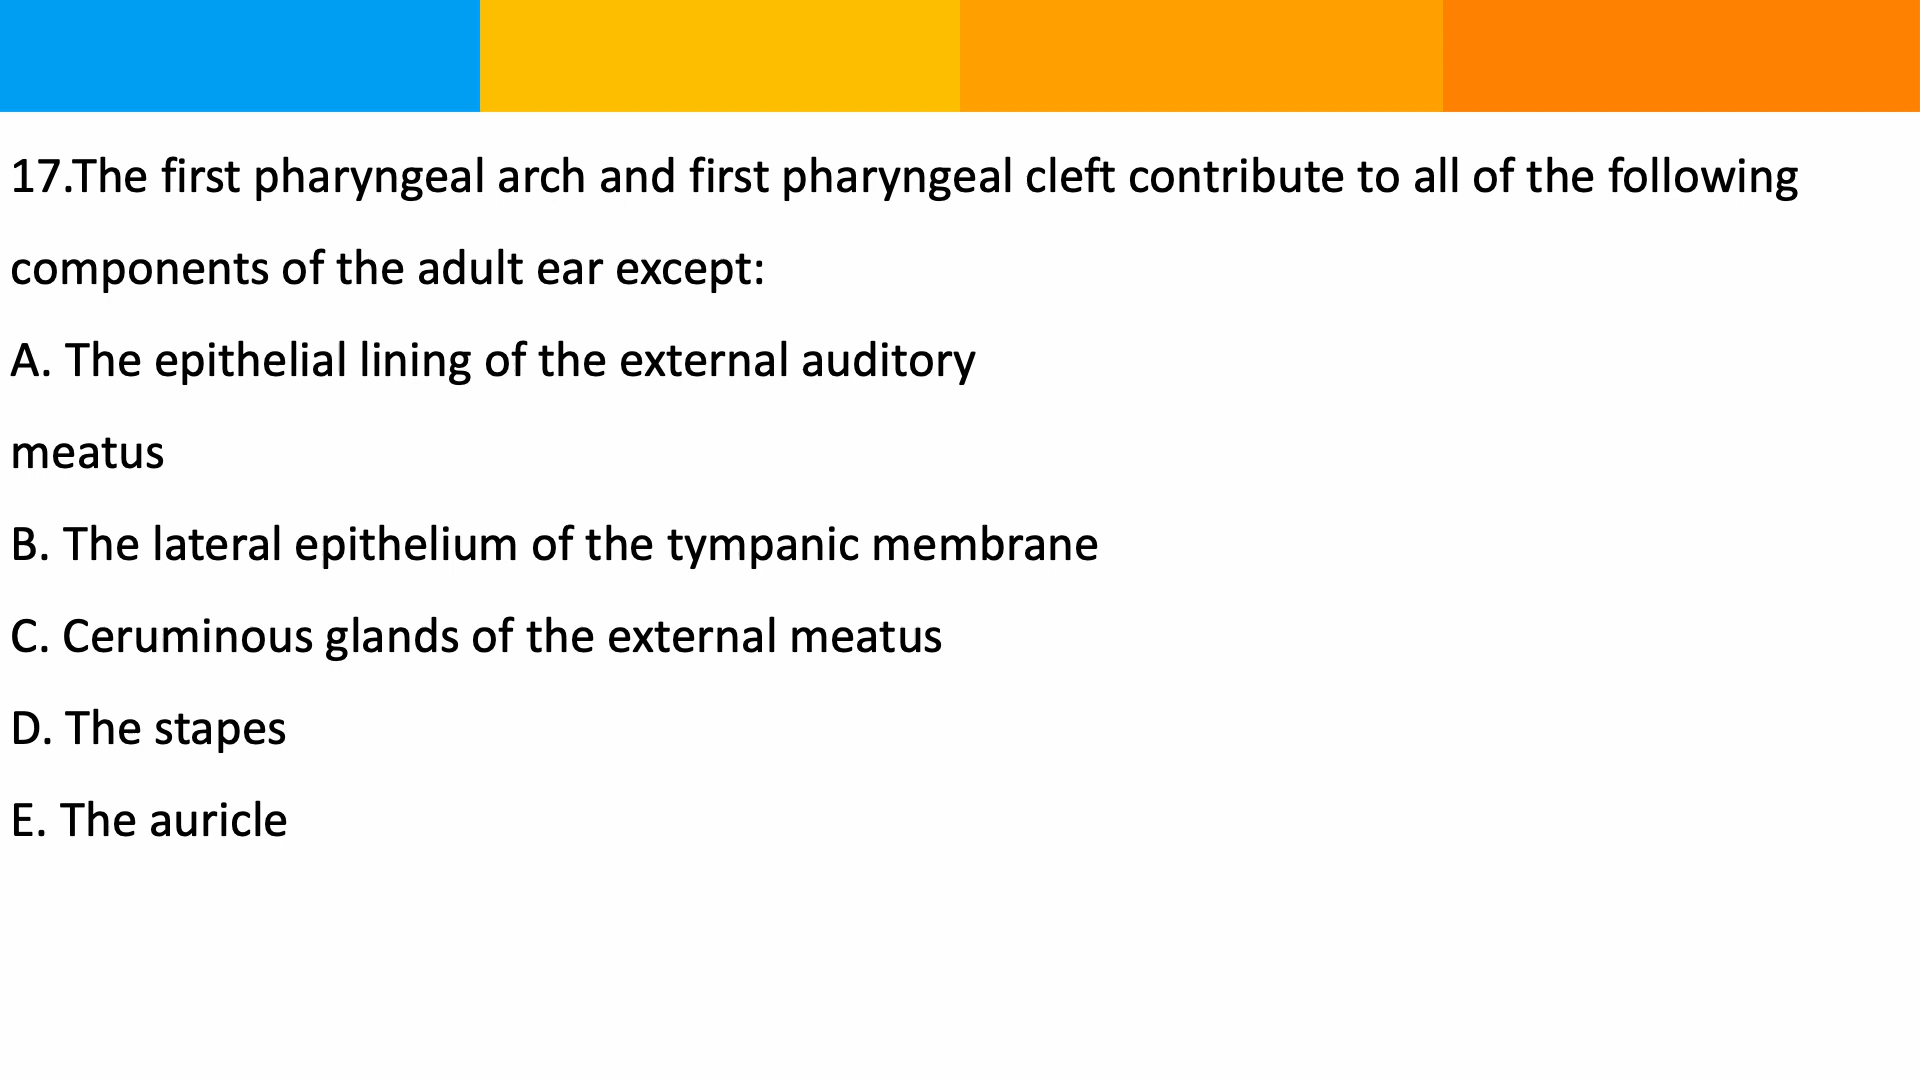 17.The first pharyngeal arch and first pharyngeal cleft contribute to all of the following
components of the adult ear except:
A. The epithelial lining of the external auditory
meatus
B. The lateral epithelium of the tympanic membrane
C. Ceruminous glands of the external meatus
D. The stapes
E. The auricle